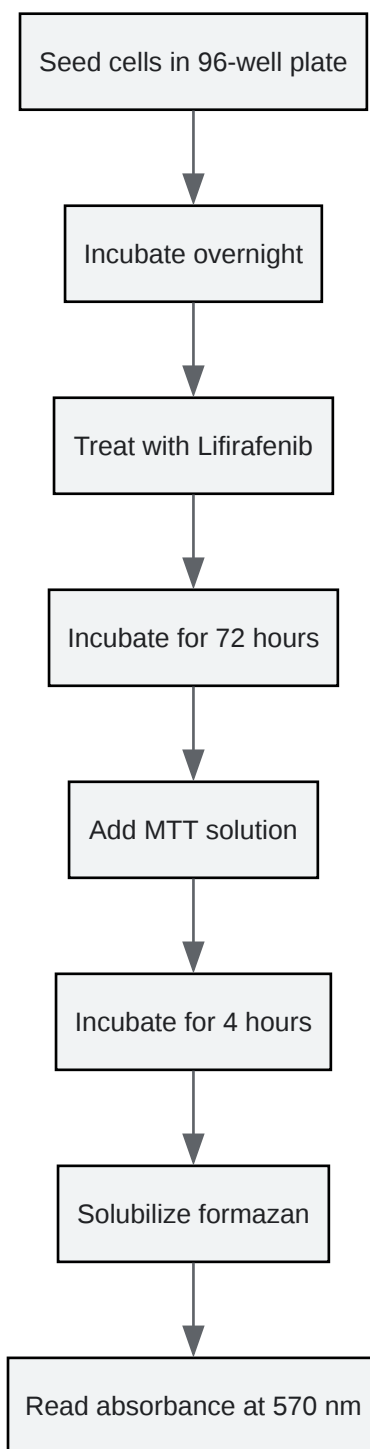 Seed cells in 96-well plate
Incubate overnight
Treat with Lifirafenib
Incubate for 72 hours
Add MTT solution
Incubate for 4 hours
Solubilize formazan
Read absorbance at 570 nm